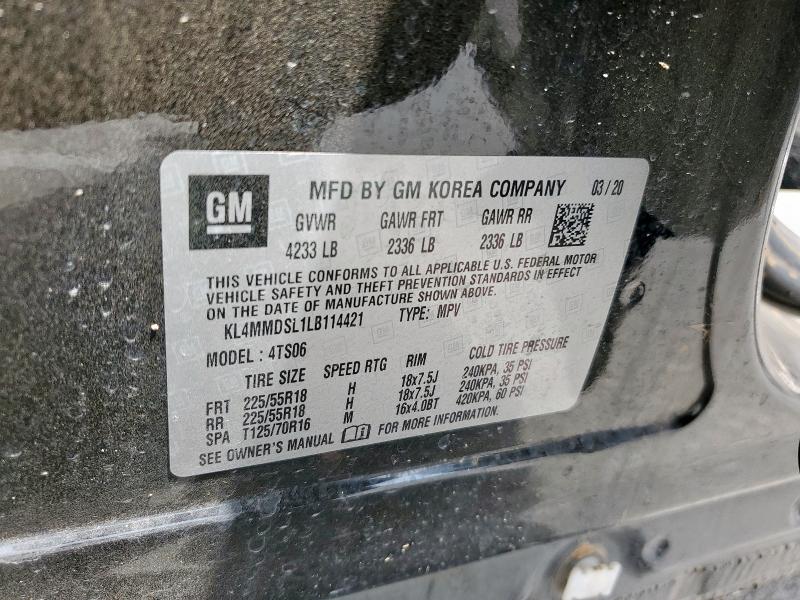 GM
MFD BY GM KOREA COMPANY 03/20
GVWR GAWR FRT GAWR RR
4233 LB 2336 LB 2336 LB
THIS VEHICLE CONFORMS TO ALL APPLICABLE U.S. FEDERAL MOTOR
VEHICLE SAFETY AND THEFT PREVENTION STANDARDS IN EFFECT
ON THE DATE OF MANUFACTURE SHOWN ABOVE.
KL4MMDSL1LB114421 TYPE: MPV
MODEL : 4TS06
TIRE SIZE SPEED RTG RIM COLD TIRE PRESSURE
FRT 225/55R18 H 18x7.5J 240KPA, 35 PSI
RR 225/55R18 H 18x7.5J 240KPA, 35 PSI
SPA T125/70R16 M 16x4.0BT 420KPA, 60 PSI
SEE OWNER'S MANUAL FOR MORE INFORMATION.